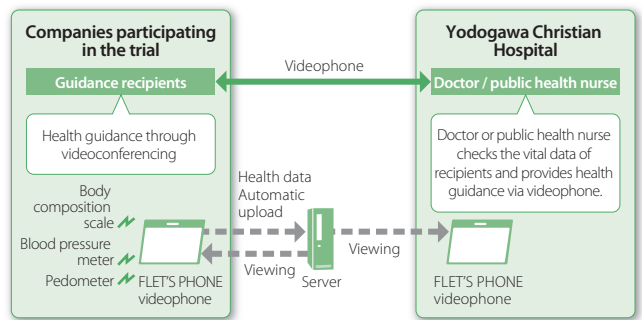 Companies participating
in the trial
Guidance recipients
Health guidance through
videoconferencing
Body
composition
scale
Blood pressure
meter
Pedometer
FLET'S PHONE
videophone
Videophone
Health data
Automatic
upload
Viewing
Server
Viewing
Yodogawa Christian
Hospital
Doctor / public health nurse
Doctor or public health nurse
checks the vital data of
recipients and provides health
guidance via videophone.
FLET'S PHONE
videophone